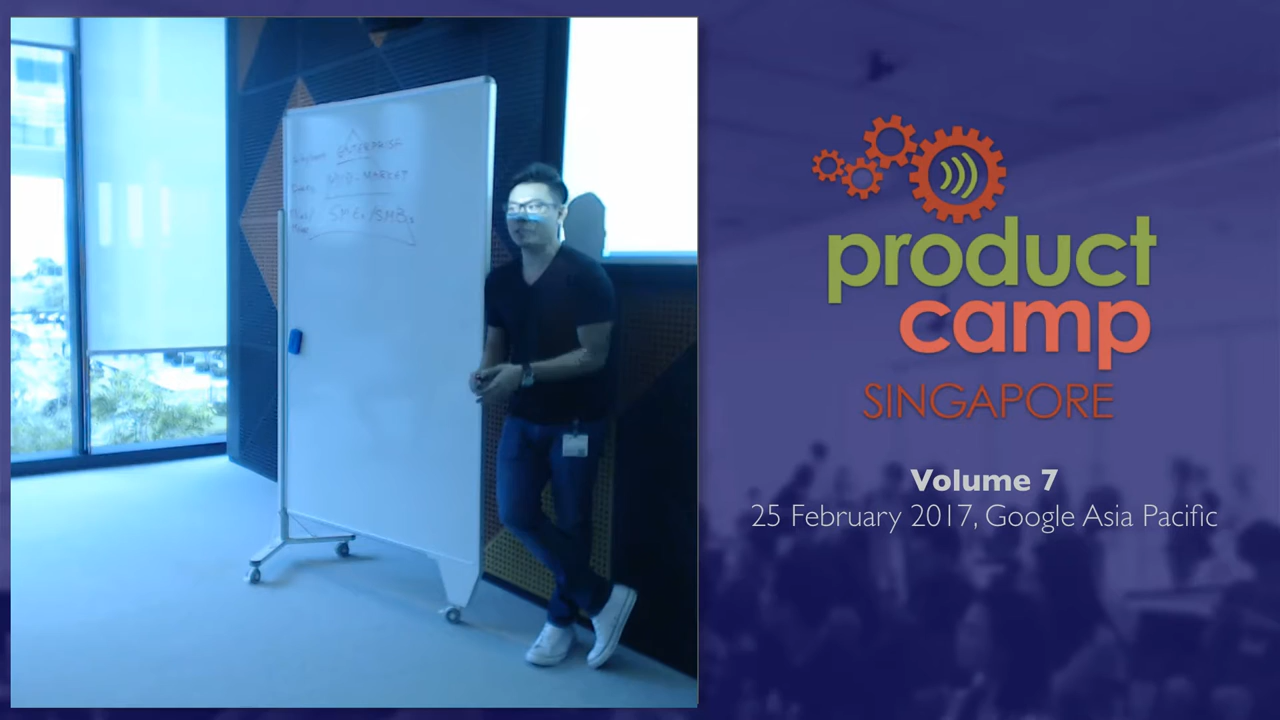 ENTERPRISE
MID-MARKET
SMEs/SMBs
product
camp
SINGAPORE
Volume 7
25 February 2017, Google Asia Pacific